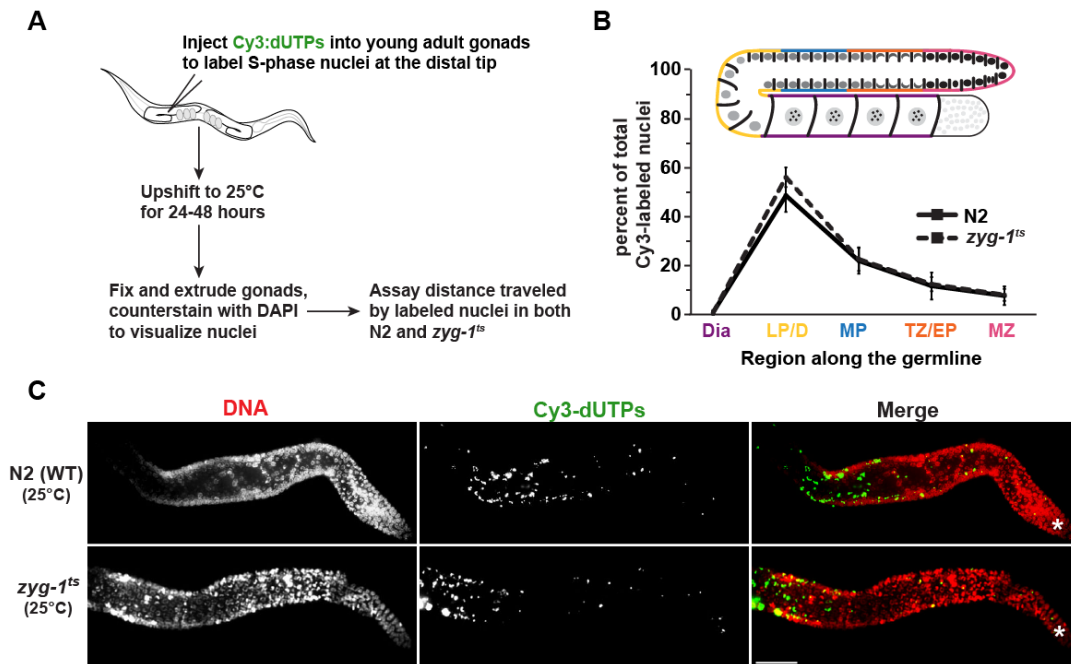 A
Inject Cy3:dUTPs into young adult gonads
to label S-phase nuclei at the distal tip
Upshift to 25°C
for 24-48 hours
Fix and extrude gonads,
counterstain with DAPI
to visualize nuclei
Assay distance traveled
by labeled nuclei in both
N2 and zyg-1ts
B
percent of total
Cy3-labeled nuclei
100
80
60
40
20
0
N2
zyg-1ts
Dia LP/D MP TZ/EP MZ
Region along the germline
C
DNA Cy3-dUTPs Merge
N2 (WT)
(25°C)
*
zyg-1ts
(25°C)
*